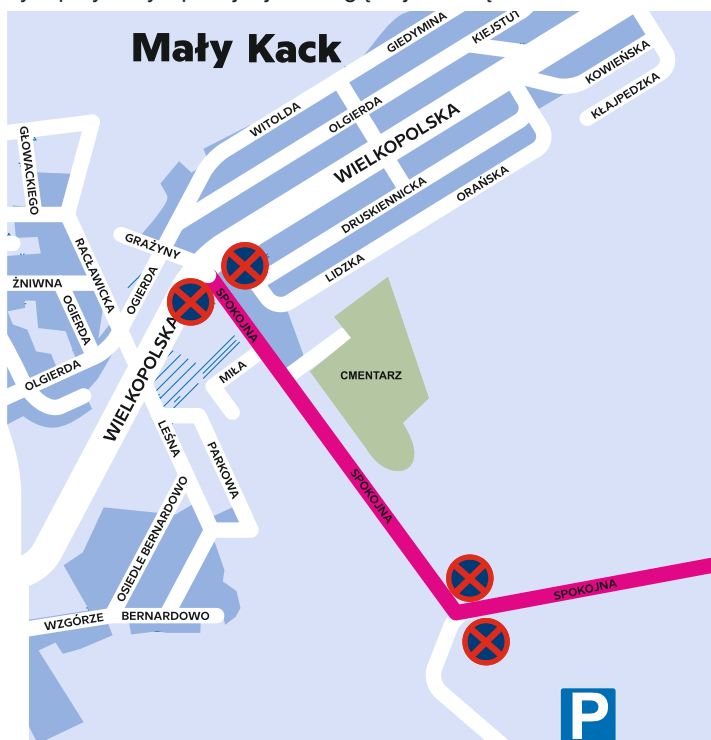 Mały Kack
GIEDYMINA
KIEJSTUT
WITOLDA
OLGIERDA
KOWIEŃSKA
KŁAJPEDZKA
WIELKOPOLSKA
GŁOWACKIEGO
DRUSKIENNICKA
ORAŃSKA
GRAŻYNY
RACŁAWICKA
LIDZKA
ŻNIWNA
OGIERDA
OGIERDA
SPOKOJNA
WIELKOPOLSKA
OLGIERDA
MIŁA
CMENTARZ
LEŚNA
PARKOWA
SPOKOJNA
OSIEDLE BERNARDOWO
SPOKOJNA
WZGÓRZE BERNARDOWO
P